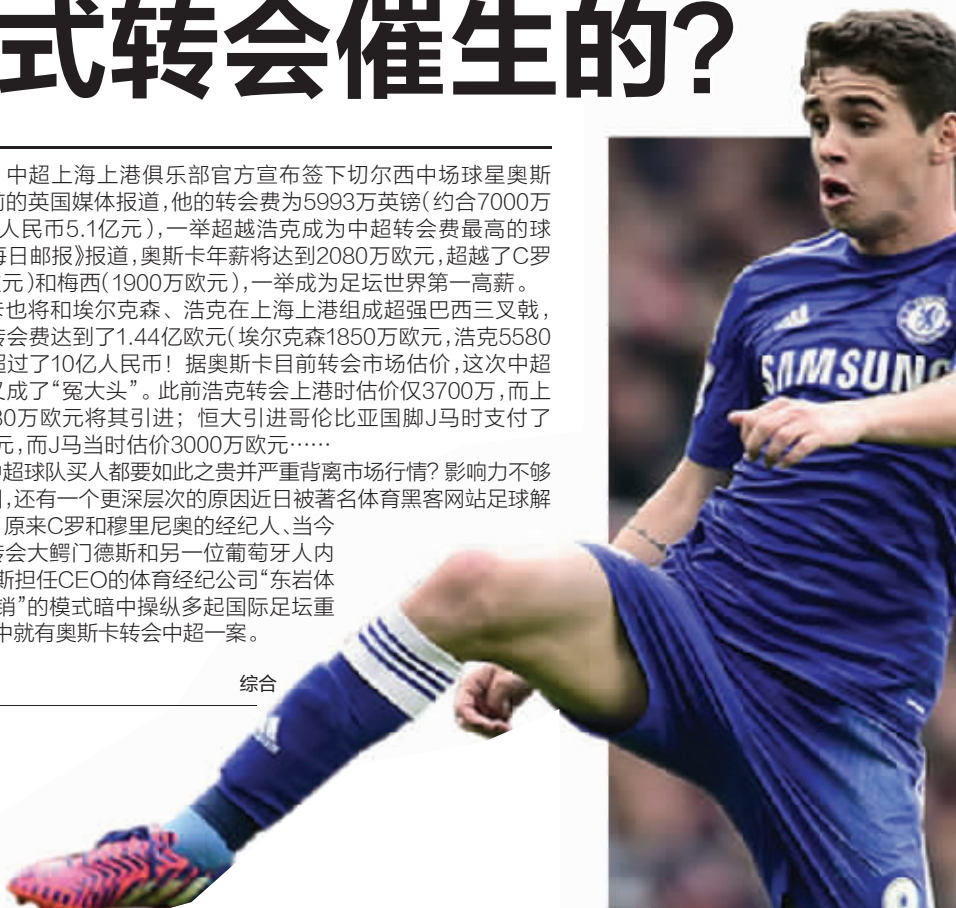 式转会催生的?
中超上海上港俱乐部官方宣布签下切尔西中场球星奥斯
的英国媒体报道，他的转会费为5993万英镑（约合7000万
人民币5.1亿元），一举超越浩克成为中超转会费最高的球
每日邮报》报道，奥斯卡年薪将达到2080万欧元，超越了C罗
元）和梅西（1900万欧元），一举成为足坛世界第一高薪。
也将和埃尔克森、浩克在上海上港组成超强巴西三叉戟，
转会费达到了1.44亿欧元（埃尔克森1850万欧元，浩克5580
超过了10亿人民币！据奥斯卡目前转会市场估价，这次中超
又成了“冤大头”。此前浩克转会上港时估价仅3700万，而上
80万欧元将其引进；恒大引进哥伦比亚国脚J马时支付了
元，而J马当时估价3000万欧元……
超球队买人都要如此之贵并严重背离市场行情？影响力不够
，还有一个更深层次的原因近日被著名体育黑客网站足球解
原来C罗和穆里尼奥的经纪人、当今
转会大鳄门德斯和另一位葡萄牙人内
斯担任CEO的体育经纪公司“东岩体
销”的模式暗中操纵多起国际足坛重
中就有奥斯卡转会中超一案。
综合
SAMSUNG